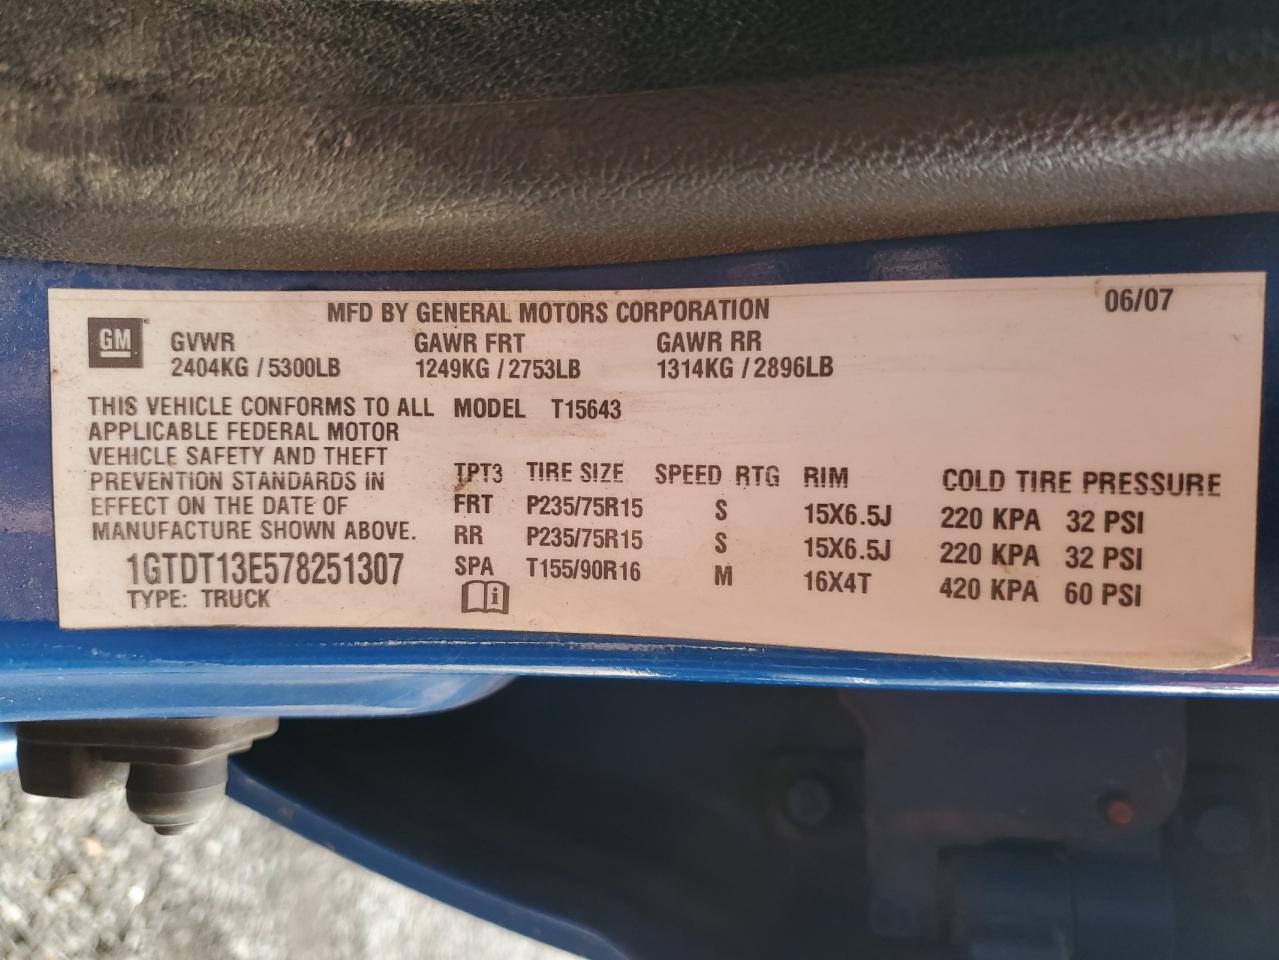 MFD BY GENERAL MOTORS CORPORATION 06/07
GM
GVWR GAWR FRT GAWR RR
2404KG / 5300LB 1249KG / 2753LB 1314KG / 2896LB
THIS VEHICLE CONFORMS TO ALL
APPLICABLE FEDERAL MOTOR
VEHICLE SAFETY AND THEFT
PREVENTION STANDARDS IN
EFFECT ON THE DATE OF
MANUFACTURE SHOWN ABOVE.
1GTDT13E578251307
TYPE: TRUCK
MODEL T15643
TPT3 TIRE SIZE SPEED RTG RIM COLD TIRE PRESSURE
FRT P235/75R15 S 15X6.5J 220 KPA 32 PSI
RR P235/75R15 S 15X6.5J 220 KPA 32 PSI
SPA T155/90R16 M 16X4T 420 KPA 60 PSI
i